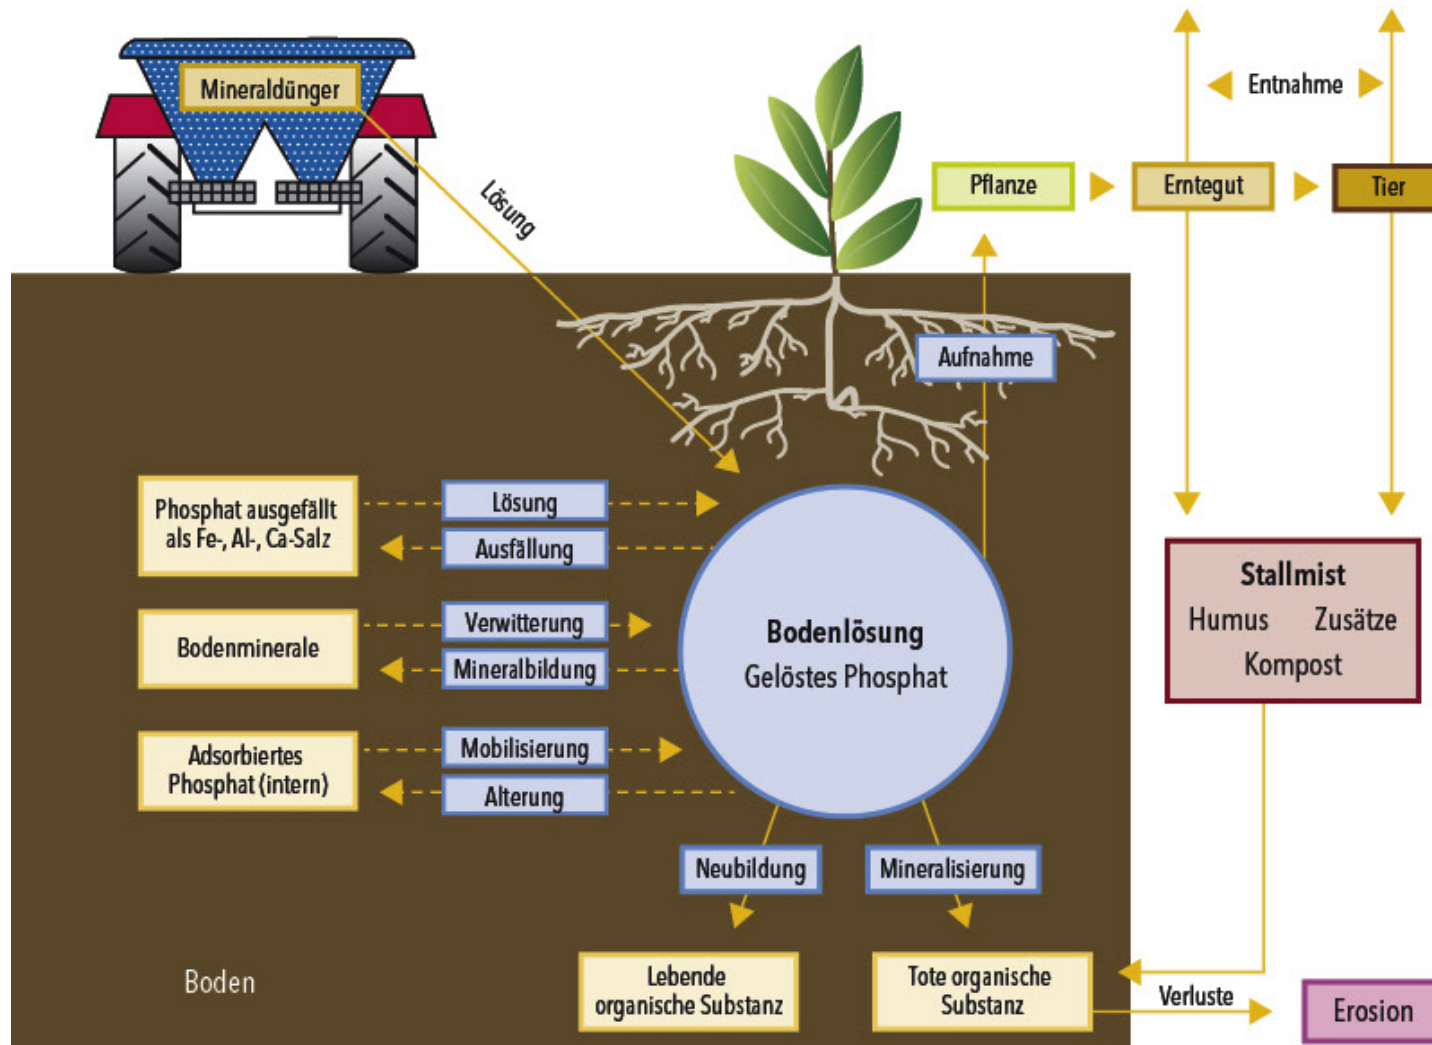 Mineraldünger
Entnahme
Lösung
Pflanze
Erntegut
Tier
Aufnahme
Phosphat ausgefällt
als Fe-, Al-, Ca-Salz
Lösung
Ausfällung
Bodenminerale
Verwitterung
Mineralbildung
Bodenlösung
Gelöstes Phosphat
Stallmist
Humus Zusätze
Kompost
Adsorbiertes
Phosphat (intern)
Mobilisierung
Alterung
Neubildung
Mineralisierung
Boden
Lebende
organische Substanz
Tote organische
Substanz
Verluste
Erosion